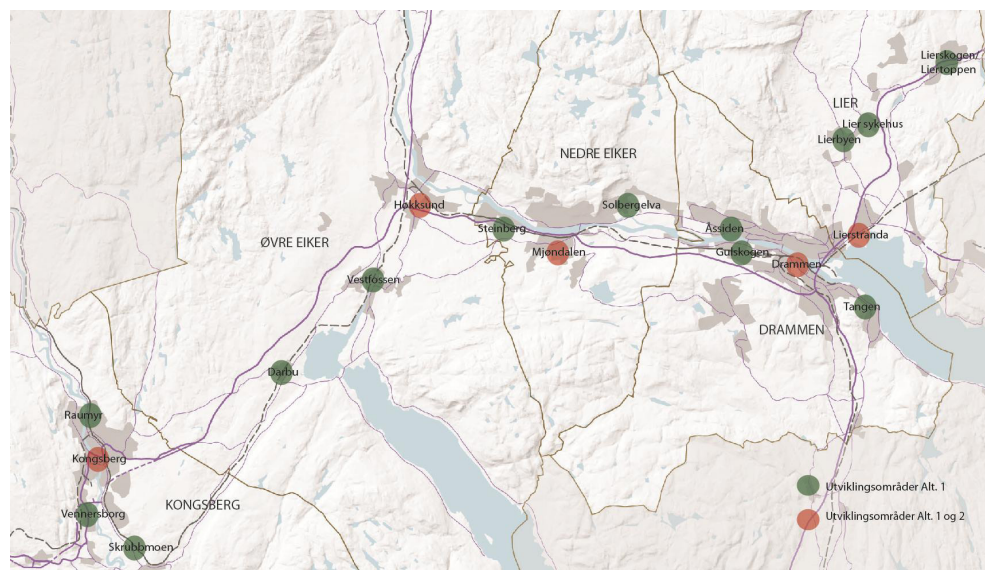 Lierskogen/
Liertoppen
LIER
Lier sykehus
Lierbyen
NEDRE EIKER
Hokksund
Solbergelva
Steinberg
Åssiden
Lierstranda
ØVRE EIKER
Mjøndalen
Gulskogen
Drammen
Vestfossen
Tangen
DRAMMEN
Darbu
Raumyr
Kongsberg
Utviklingsområder Alt. 1
KONGSBERG
Vennersborg
Utviklingsområder Alt. 1 og 2
Skrubbmoen